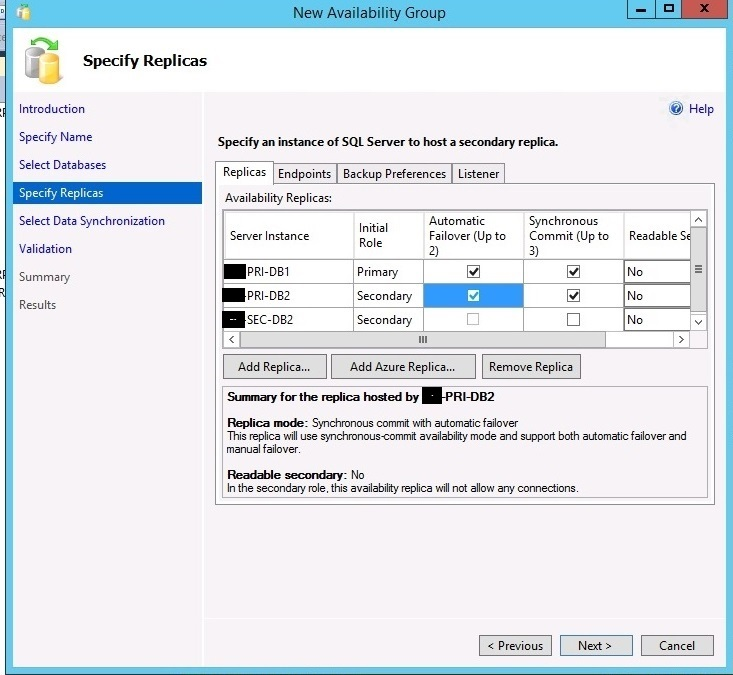 New Availability Group
Specify Replicas
Introduction
Specify Name
Select Databases
Specify Replicas
Select Data Synchronization
Validation
Summary
Results
Help
Specify an instance of SQL Server to host a secondary replica.
Replicas Endpoints Backup Preferences Listener
Availability Replicas:
Server Instance Initial Role Automatic Failover (Up to 2) Synchronous Commit (Up to 3) Readable Se
PRI-DB1 Primary No
PRI-DB2 Secondary No
-SEC-DB2 Secondary No
Add Replica... Add Azure Replica... Remove Replica
Summary for the replica hosted by -PRI-DB2
Replica mode: Synchronous commit with automatic failover
This replica will use synchronous-commit availability mode and support both automatic failover and
manual failover.
Readable secondary: No
In the secondary role, this availability replica will not allow any connections.
< Previous Next > Cancel